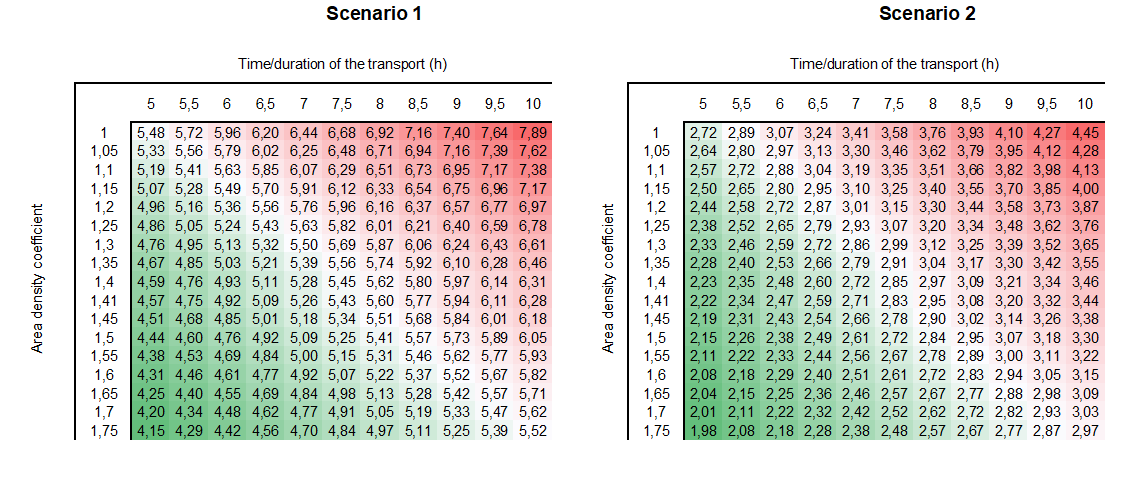 Scenario 1 Scenario 2
Time/duration of the transport (h) Time/duration of the transport (h)
5 5,5 6 6,5 7 7,5 8 8,5 9 9,5 10 5 5,5 6 6,5 7 7,5 8 8,5 9 9,5 10
1 5,48 5,72 5,96 6,20 6,44 6,68 6,92 7,16 7,40 7,64 7,89 1 2,72 2,89 3,07 3,24 3,41 3,58 3,76 3,93 4,10 4,27 4,45
1,05 5,33 5,56 5,79 6,02 6,25 6,48 6,71 6,94 7,16 7,39 7,62 1,05 2,64 2,80 2,97 3,13 3,30 3,46 3,62 3,79 3,95 4,12 4,28
1,1 5,19 5,41 5,63 5,85 6,07 6,29 6,51 6,73 6,95 7,17 7,38 1,1 2,57 2,72 2,88 3,04 3,19 3,35 3,51 3,66 3,82 3,98 4,13
1,15 5,07 5,28 5,49 5,70 5,91 6,12 6,33 6,54 6,75 6,96 7,17 1,15 2,50 2,65 2,80 2,95 3,10 3,25 3,40 3,55 3,70 3,85 4,00
1,2 4,96 5,16 5,36 5,56 5,76 5,96 6,16 6,37 6,57 6,77 6,97 1,2 2,44 2,58 2,72 2,87 3,01 3,15 3,30 3,44 3,58 3,73 3,87
1,25 4,86 5,05 5,24 5,43 5,63 5,82 6,01 6,21 6,40 6,59 6,78 1,25 2,38 2,52 2,65 2,79 2,93 3,07 3,20 3,34 3,48 3,62 3,76
1,3 4,76 4,95 5,13 5,32 5,50 5,69 5,87 6,06 6,24 6,43 6,61 1,3 2,33 2,46 2,59 2,72 2,86 2,99 3,12 3,25 3,39 3,52 3,65
1,35 4,67 4,85 5,03 5,21 5,39 5,56 5,74 5,92 6,10 6,28 6,46 1,35 2,28 2,40 2,53 2,66 2,79 2,91 3,04 3,17 3,30 3,42 3,55
1,4 4,59 4,76 4,93 5,11 5,28 5,45 5,62 5,80 5,97 6,14 6,31 1,4 2,23 2,35 2,48 2,60 2,72 2,85 2,97 3,09 3,21 3,34 3,46
1,41 4,57 4,75 4,92 5,09 5,26 5,43 5,60 5,77 5,94 6,11 6,28 1,41 2,22 2,34 2,47 2,59 2,71 2,83 2,95 3,08 3,20 3,32 3,44
1,45 4,51 4,68 4,85 5,01 5,18 5,34 5,51 5,68 5,84 6,01 6,18 1,45 2,19 2,31 2,43 2,54 2,66 2,78 2,90 3,02 3,14 3,26 3,38
1,5 4,44 4,60 4,76 4,92 5,09 5,25 5,41 5,57 5,73 5,89 6,05 1,5 2,15 2,26 2,38 2,49 2,61 2,72 2,84 2,95 3,07 3,18 3,30
1,55 4,38 4,53 4,69 4,84 5,00 5,15 5,31 5,46 5,62 5,77 5,93 1,55 2,11 2,22 2,33 2,44 2,56 2,67 2,78 2,89 3,00 3,11 3,22
1,6 4,31 4,46 4,61 4,77 4,92 5,07 5,22 5,37 5,52 5,67 5,82 1,6 2,08 2,18 2,29 2,40 2,51 2,61 2,72 2,83 2,94 3,05 3,15
1,65 4,25 4,40 4,55 4,69 4,84 4,98 5,13 5,28 5,42 5,57 5,71 1,65 2,04 2,15 2,25 2,36 2,46 2,57 2,67 2,77 2,88 2,98 3,09
1,7 4,20 4,34 4,48 4,62 4,77 4,91 5,05 5,19 5,33 5,47 5,62 1,7 2,01 2,11 2,22 2,32 2,42 2,52 2,62 2,72 2,82 2,93 3,03
1,75 4,15 4,29 4,42 4,56 4,70 4,84 4,97 5,11 5,25 5,39 5,52 1,75 1,98 2,08 2,18 2,28 2,38 2,48 2,57 2,67 2,77 2,87 2,97
Area density coefficient Area density coefficient